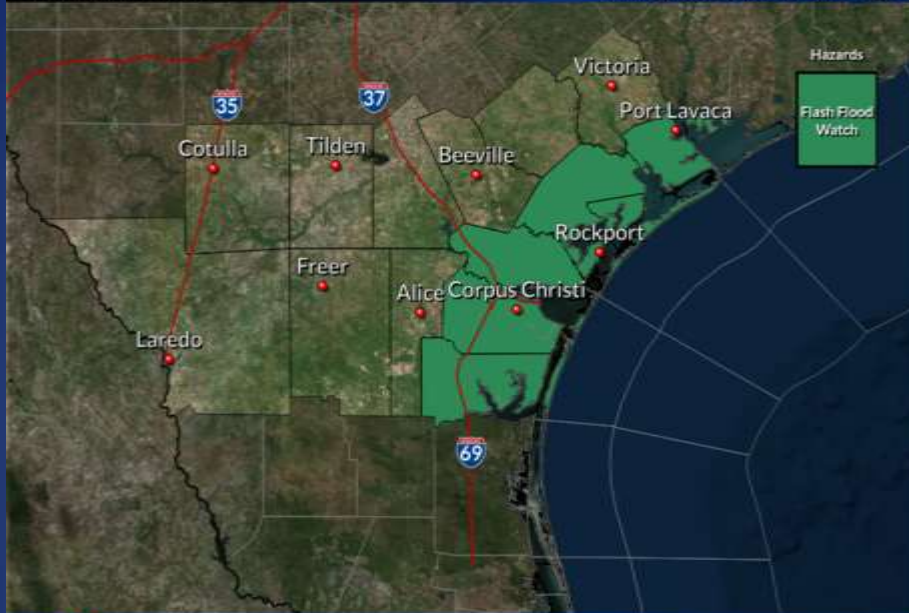 Hazards
Victoria
Flash Flood
Watch
37
35
Port Lavaca
Tilden
Cotulla
Beeville
Rockport
Freer
Alice
Corpus Christi
Laredo
69